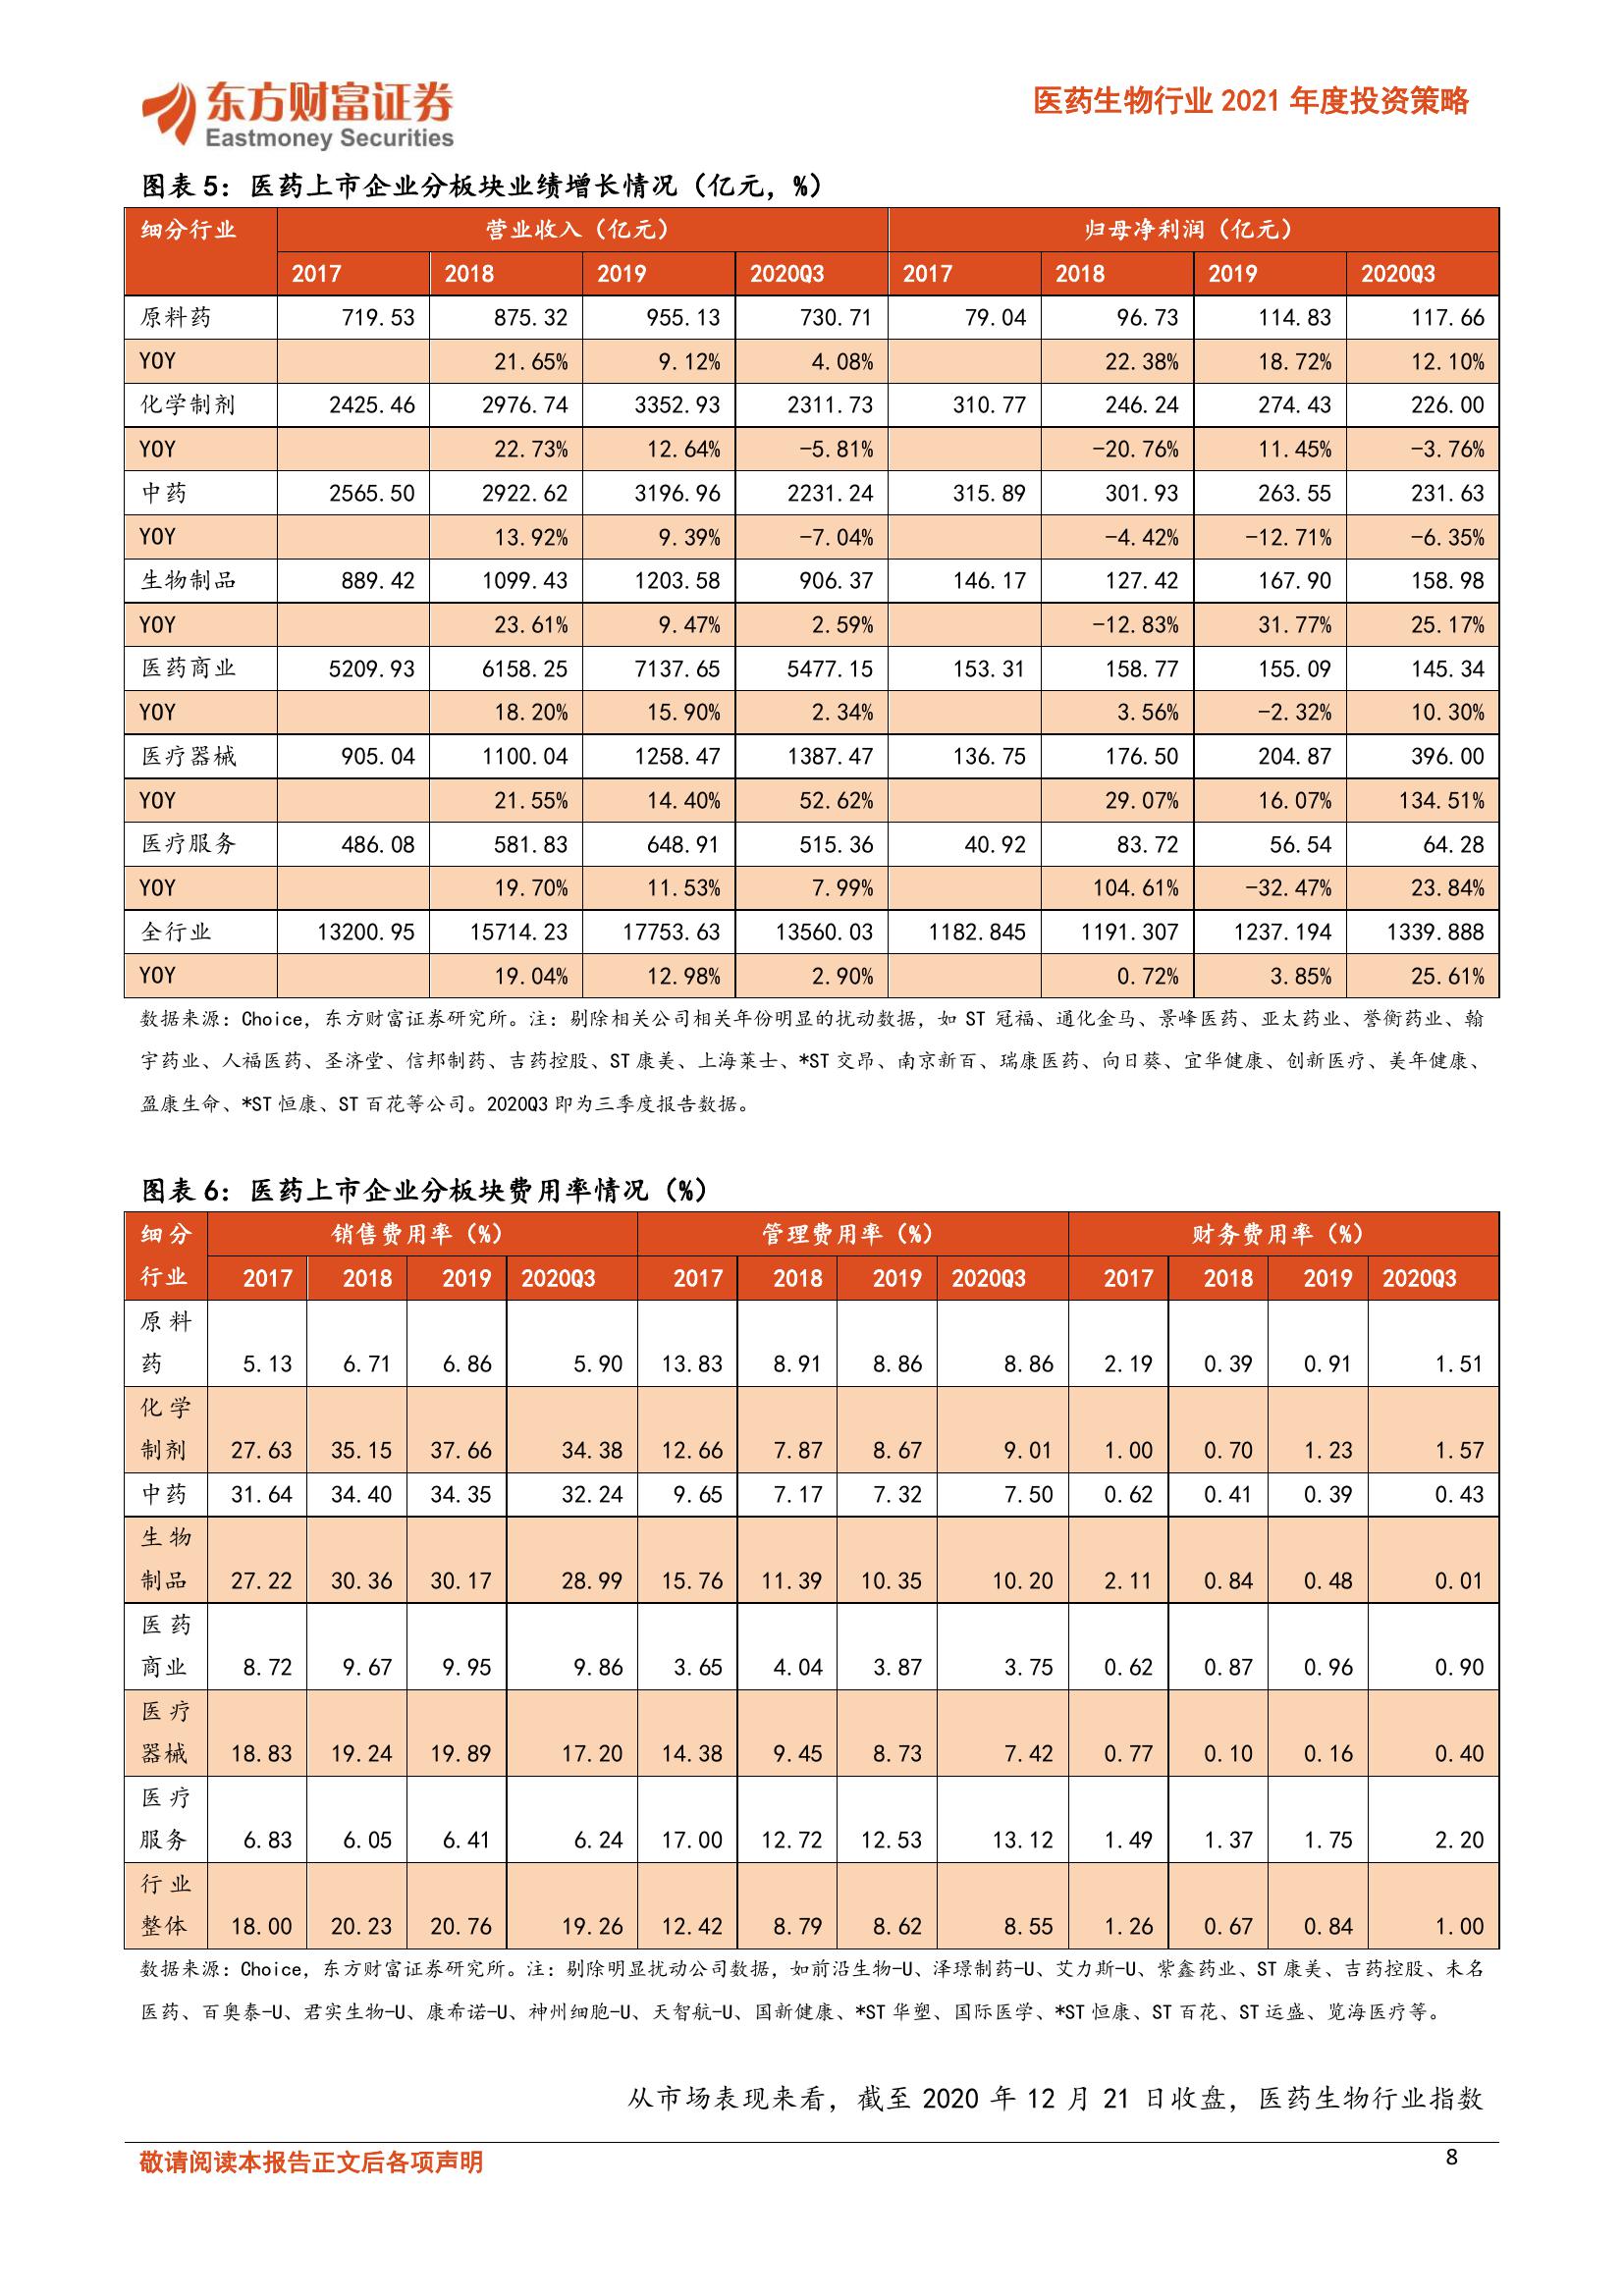 东方财富证券
Eastmoney Securities
医药生物行业 2021 年度投资策略
图表 5：医药上市企业分板块业绩增长情况（亿元，%）
细分行业 营业收入（亿元） 归母净利润（亿元）
2017 2018 2019 2020Q3 2017 2018 2019 2020Q3
原料药 719.53 875.32 955.13 730.71 79.04 96.73 114.83 117.66
YOY 21.65% 9.12% 4.08% 22.38% 18.72% 12.10%
化学制剂 2425.46 2976.74 3352.93 2311.73 310.77 246.24 274.43 226.00
YOY 22.73% 12.64% -5.81% -20.76% 11.45% -3.76%
中药 2565.50 2922.62 3196.96 2231.24 315.89 301.93 263.55 231.63
YOY 13.92% 9.39% -7.04% -4.42% -12.71% -6.35%
生物制品 889.42 1099.43 1203.58 906.37 146.17 127.42 167.90 158.98
YOY 23.61% 9.47% 2.59% -12.83% 31.77% 25.17%
医药商业 5209.93 6158.25 7137.65 5477.15 153.31 158.77 155.09 145.34
YOY 18.20% 15.90% 2.34% 3.56% -2.32% 10.30%
医疗器械 905.04 1100.04 1258.47 1387.47 136.75 176.50 204.87 396.00
YOY 21.55% 14.40% 52.62% 29.07% 16.07% 134.51%
医疗服务 486.08 581.83 648.91 515.36 40.92 83.72 56.54 64.28
YOY 19.70% 11.53% 7.99% 104.61% -32.47% 23.84%
全行业 13200.95 15714.23 17753.63 13560.03 1182.845 1191.307 1237.194 1339.888
YOY 19.04% 12.98% 2.90% 0.72% 3.85% 25.61%
数据来源：Choice，东方财富证券研究所。注：剔除相关公司相关年份明显的扰动数据，如 ST 冠福、通化金马、景峰医药、亚太药业、誉衡药业、翰
宇药业、人福医药、圣济堂、信邦制药、吉药控股、ST 康美、上海莱士、*ST 交昂、南京新百、瑞康医药、向日葵、宜华健康、创新医疗、美年健康、
盈康生命、*ST 恒康、ST 百花等公司。2020Q3 即为三季度报告数据。
图表 6：医药上市企业分板块费用率情况（%）
细分 销售费用率（%） 管理费用率（%） 财务费用率（%）
行业 2017 2018 2019 2020Q3 2017 2018 2019 2020Q3 2017 2018 2019 2020Q3
原料
药 5.13 6.71 6.86 5.90 13.83 8.91 8.86 8.86 2.19 0.39 0.91 1.51
化学
制剂 27.63 35.15 37.66 34.38 12.66 7.87 8.67 9.01 1.00 0.70 1.23 1.57
中药 31.64 34.40 34.35 32.24 9.65 7.17 7.32 7.50 0.62 0.41 0.39 0.43
生物
制品 27.22 30.36 30.17 28.99 15.76 11.39 10.35 10.20 2.11 0.84 0.48 0.01
医药
商业 8.72 9.67 9.95 9.86 3.65 4.04 3.87 3.75 0.62 0.87 0.96 0.90
医疗
器械 18.83 19.24 19.89 17.20 14.38 9.45 8.73 7.42 0.77 0.10 0.16 0.40
医疗
服务 6.83 6.05 6.41 6.24 17.00 12.72 12.53 13.12 1.49 1.37 1.75 2.20
行业
整体 18.00 20.23 20.76 19.26 12.42 8.79 8.62 8.55 1.26 0.67 0.84 1.00
数据来源：Choice，东方财富证券研究所。注：剔除明显扰动公司数据，如前沿生物-U、泽璟制药-U、艾力斯-U、紫鑫药业、ST 康美、吉药控股、未名
医药、百奥泰-U、君实生物-U、康希诺-U、神州细胞-U、天智航-U、国新健康、*ST 华塑、国际医学、*ST 恒康、ST 百花、ST 运盛、览海医疗等。
从市场表现来看，截至 2020 年 12 月 21 日收盘，医药生物行业指数
敬请阅读本报告正文后各项声明
8